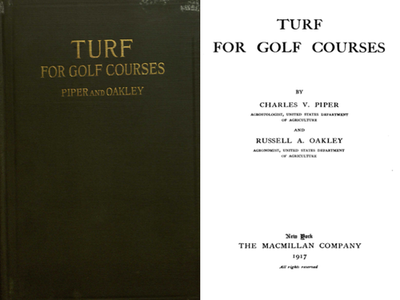 TURF
FOR GOLF COURSES
PIPER AND OAKLEY
TURF
FOR GOLF COURSES
BY
CHARLES V. PIPER
AGROSTOLOGIST, UNITED STATES DEPARTMENT
OF AGRICULTURE
AND
RUSSELL A. OAKLEY
AGRONOMIST, UNITED STATES DEPARTMENT
OF AGRICULTURE
New York
THE MACMILLAN COMPANY
1917
All rights reserved